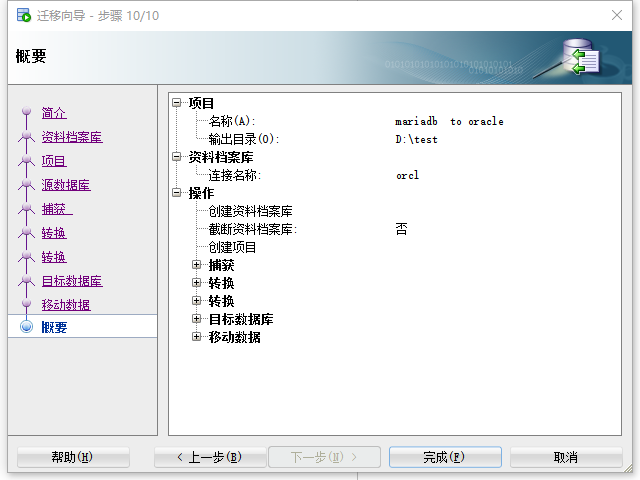 迁移向导 - 步骤 10/10
概要
0101010101010101010101010101
01010101010
简介
资料档案库
项目
源数据库
捕获
转换
转换
目标数据库
移动数据
概要
项目
名称(A): mariadb to oracle
输出目录(O): D:\test
资料档案库
连接名称: orcl
操作
创建资料档案库
截断资料档案库: 否
创建项目
捕获
转换
转换
目标数据库
移动数据
帮助(H) < 上一步(B) 下一步(N) > 完成(F) 取消